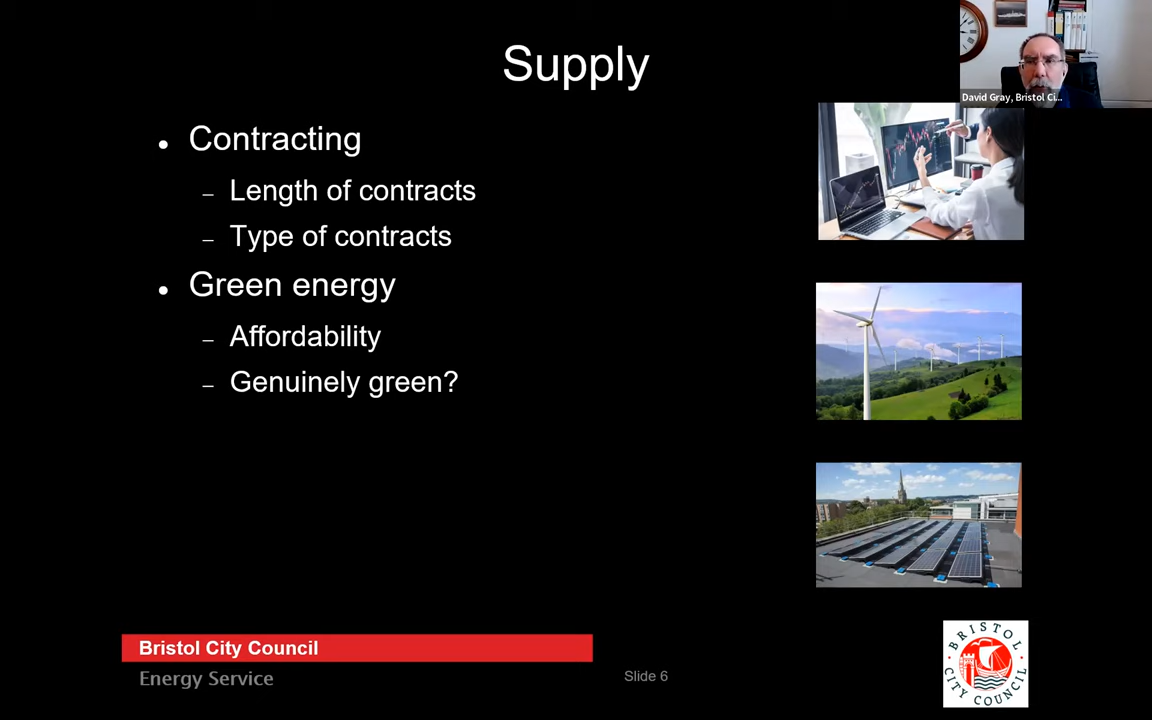 Supply
David Gray, Bristol Ci...
• Contracting
– Length of contracts
– Type of contracts
• Green energy
– Affordability
– Genuinely green?
Bristol City Council
Energy Service
Slide 6
BRISTOL
CITY COUNCIL